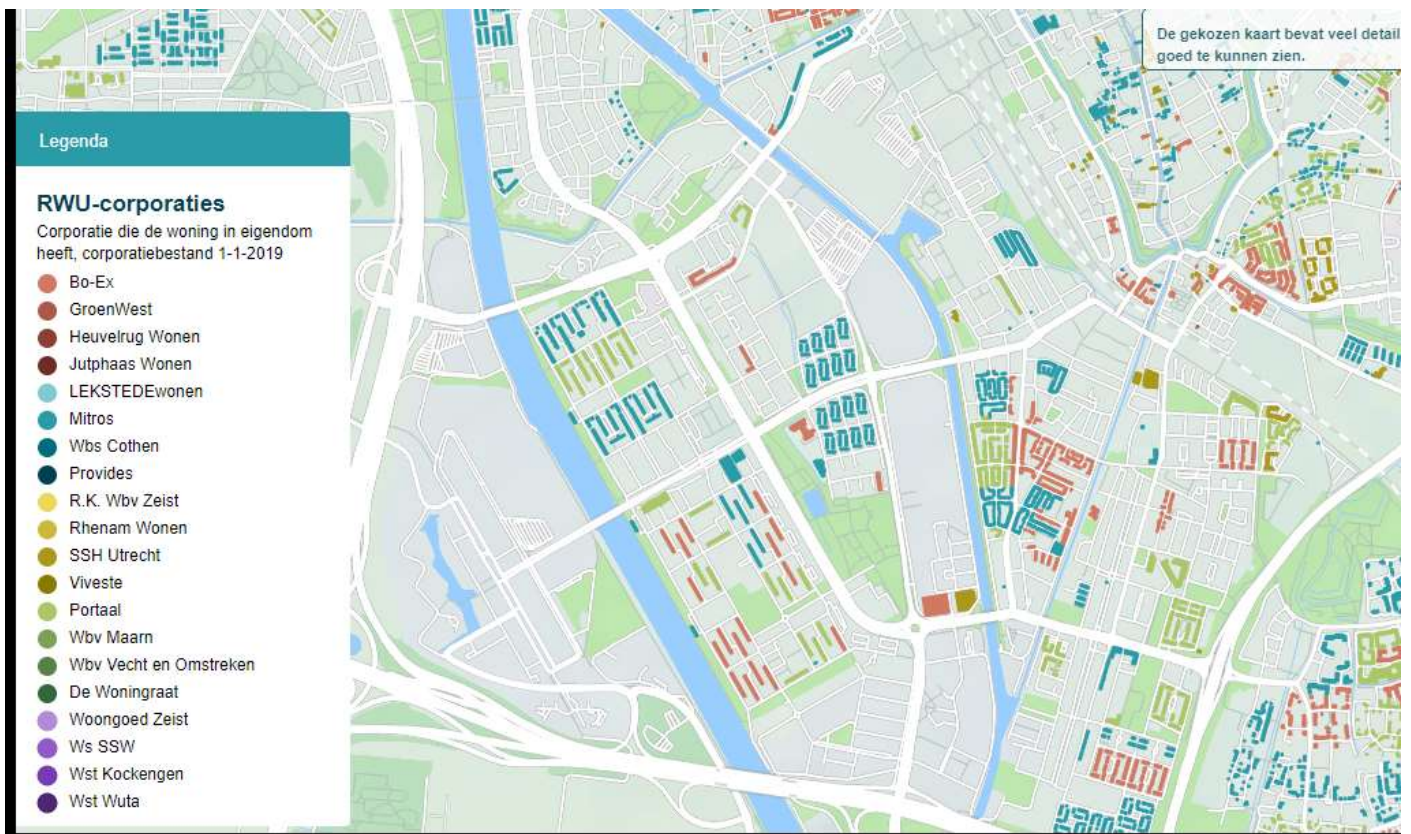 De gekozen kaart bevat veel detail
goed te kunnen zien.
Legenda
RWU-corporaties
Corporatie die de woning in eigendom
heeft, corporatiebestand 1-1-2019
Bo-Ex
GroenWest
Heuvelrug Wonen
Jutphaas Wonen
LEKSTEDEwonen
Mitros
Wbs Cothen
Provides
R.K. Wbv Zeist
Rhenam Wonen
SSH Utrecht
Viveste
Portaal
Wbv Maarn
Wbv Vecht en Omstreken
De Woningraat
Woongoed Zeist
Ws SSW
Wst Kockengen
Wst Wuta